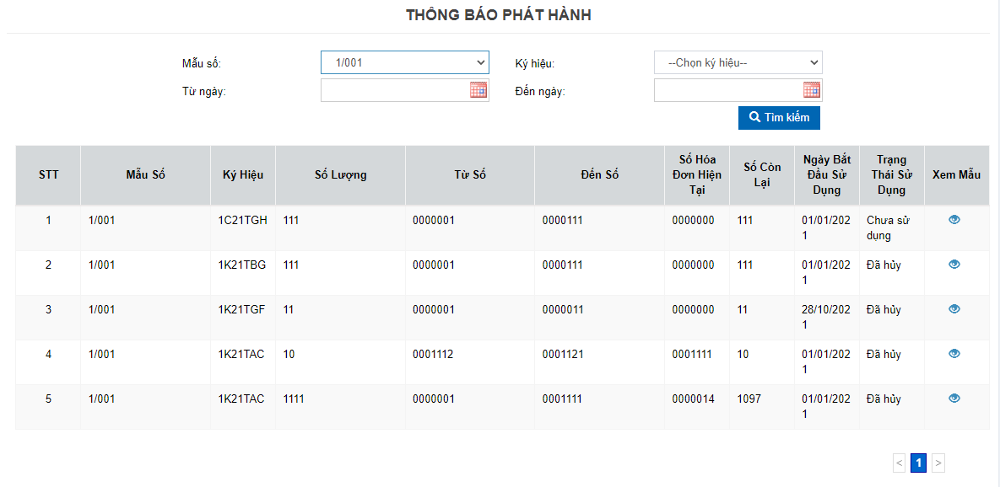 THÔNG BÁO PHÁT HÀNH
Mẫu số: 1/001 Ký hiệu: --Chọn ký hiệu--
Từ ngày: Đến ngày:
Tìm kiếm
STT Mẫu Số Ký Hiệu Số Lượng Từ Số Đến Số Số Hóa Đơn Hiện Tại Số Còn Lại Ngày Bắt Đầu Sử Dụng Trạng Thái Sử Dụng Xem Mẫu
1 1/001 1C21TGH 111 0000001 0000111 0000000 111 01/01/2021 Chưa sử dụng
2 1/001 1K21TBG 111 0000001 0000111 0000000 111 01/01/2021 Đã hủy
3 1/001 1K21TGF 11 0000001 0000011 0000000 11 28/10/2021 Đã hủy
4 1/001 1K21TAC 10 0001112 0001121 0001111 10 01/01/2021 Đã hủy
5 1/001 1K21TAC 1111 0000001 0001111 0000014 1097 01/01/2021 Đã hủy
< 1 >